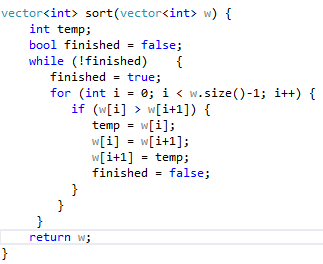 vector<int> sort(vector<int> w) {
    int temp;
    bool finished = false;
    while (!finished)    {
       finished = true;
       for (int i = 0; i < w.size()-1; i++) {
          if (w[i] > w[i+1]) {
             temp = w[i];
             w[i] = w[i+1];
             w[i+1] = temp;
             finished = false;
          }
        }
     }
    return w;
}